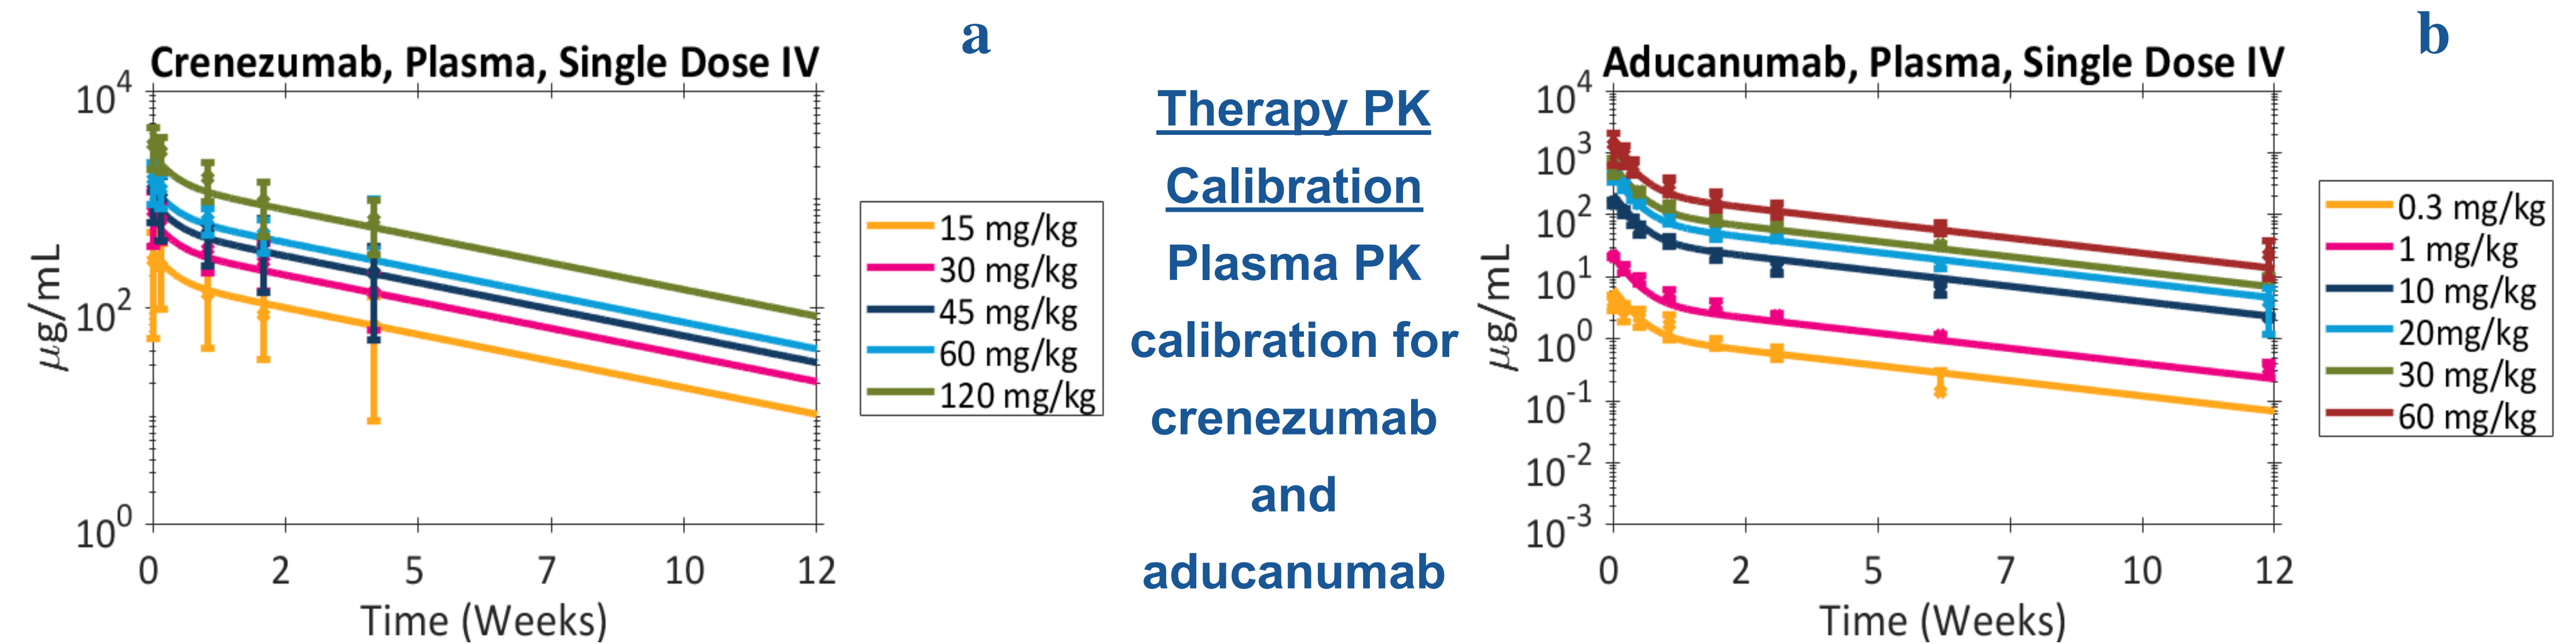 a
Crenezumab, Plasma, Single Dose IV
10^4
10^2
10^0
µg/mL
0 2 5 7 10 12
Time (Weeks)
15 mg/kg
30 mg/kg
45 mg/kg
60 mg/kg
120 mg/kg
Therapy PK
Calibration
Plasma PK
calibration for
crenezumab
and
aducanumab
b
Aducanumab, Plasma, Single Dose IV
10^4
10^3
10^2
10^1
10^0
10^-1
10^-2
10^-3
µg/mL
0 2 5 7 10 12
Time (Weeks)
0.3 mg/kg
1 mg/kg
10 mg/kg
20mg/kg
30 mg/kg
60 mg/kg